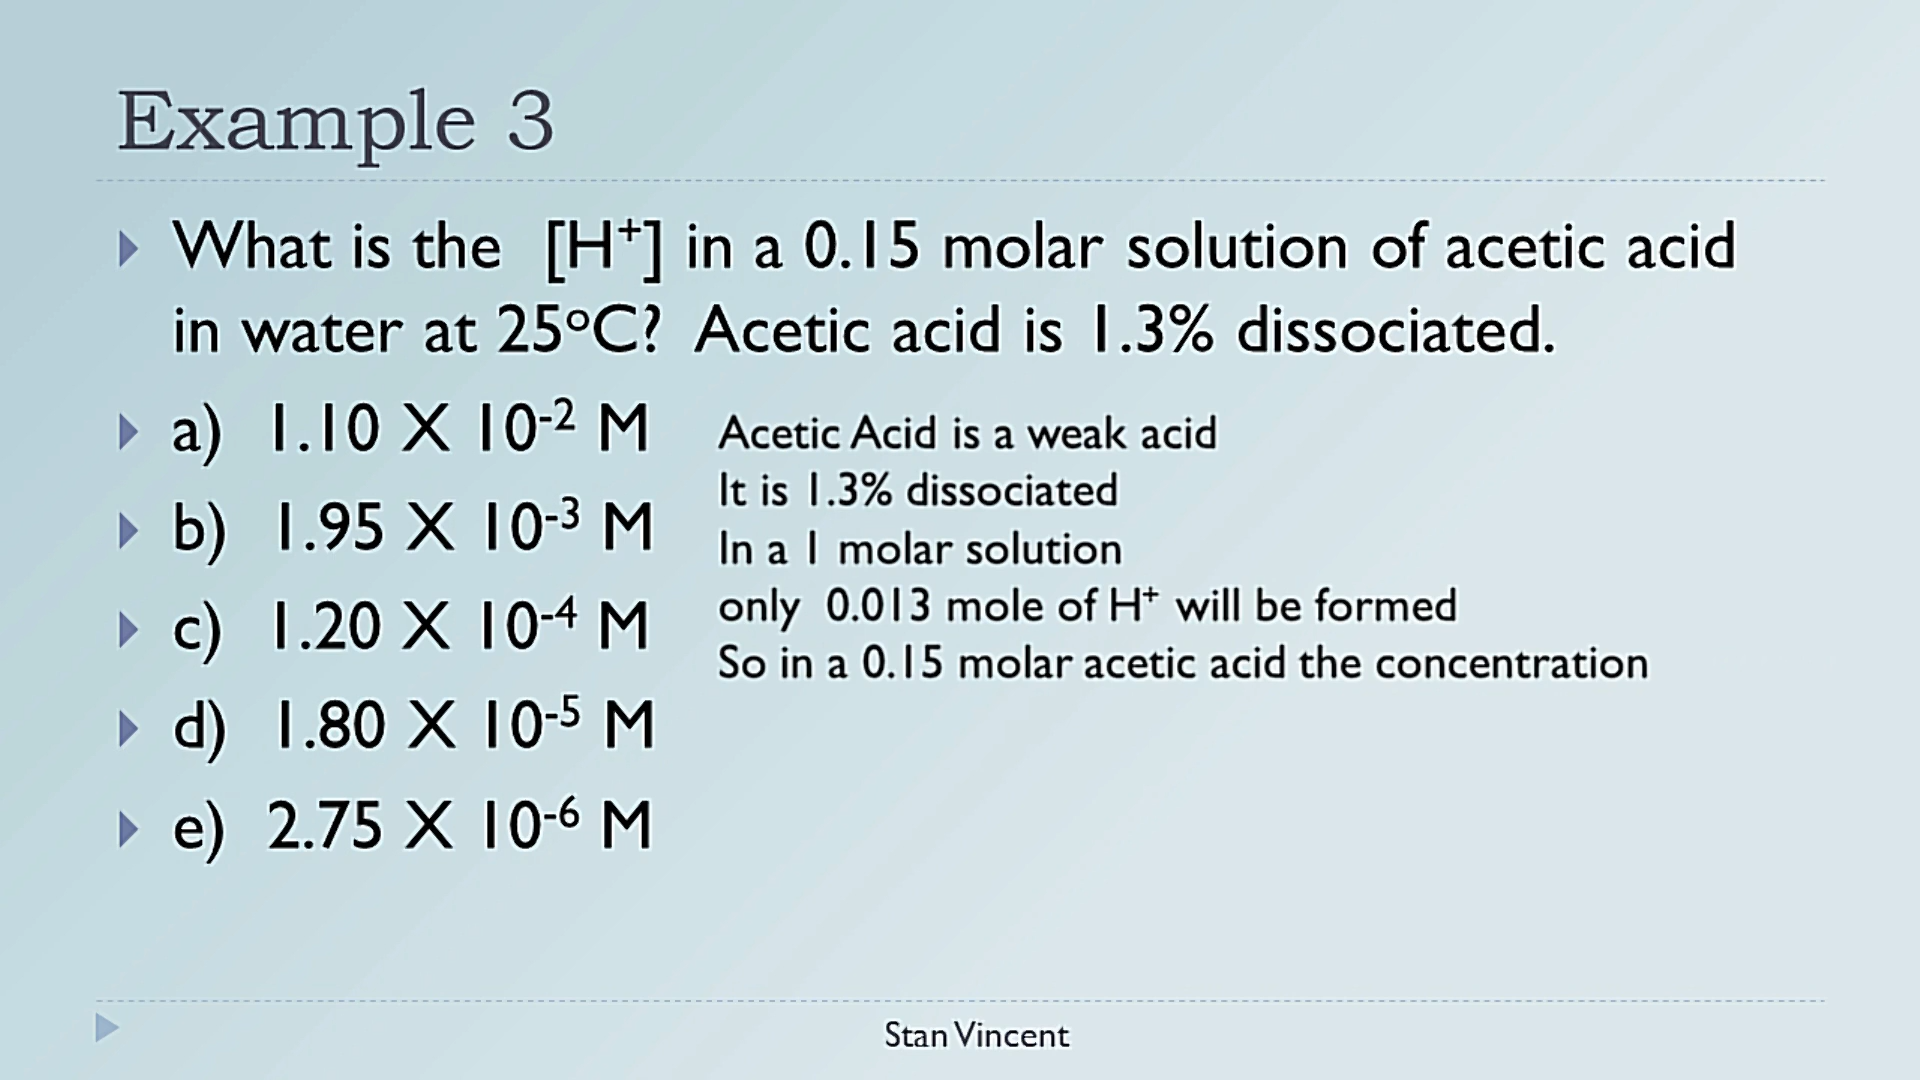 Example 3
What is the [H⁺] in a 0.15 molar solution of acetic acid
in water at 25°C? Acetic acid is 1.3% dissociated.
a) 1.10 X 10⁻² M
b) 1.95 X 10⁻³ M
c) 1.20 X 10⁻⁴ M
d) 1.80 X 10⁻⁵ M
e) 2.75 X 10⁻⁶ M
Acetic Acid is a weak acid
It is 1.3% dissociated
In a 1 molar solution
only 0.013 mole of H⁺ will be formed
So in a 0.15 molar acetic acid the concentration
Stan Vincent